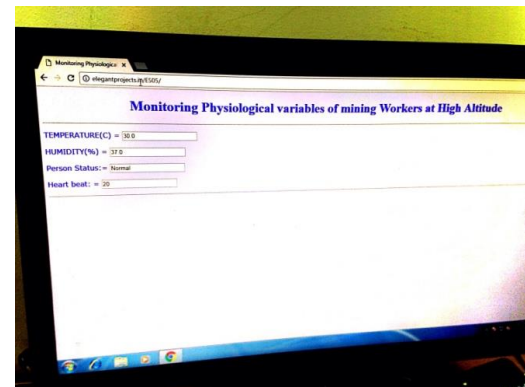 Monitoring Physiologica ×
elegantprojects.in/ESDS/
Monitoring Physiological variables of mining Workers at High Altitude
TEMPERATURE(C) = 30.0
HUMIDITY(%) = 37.0
Person Status: = Normal
Heart beat: = 20